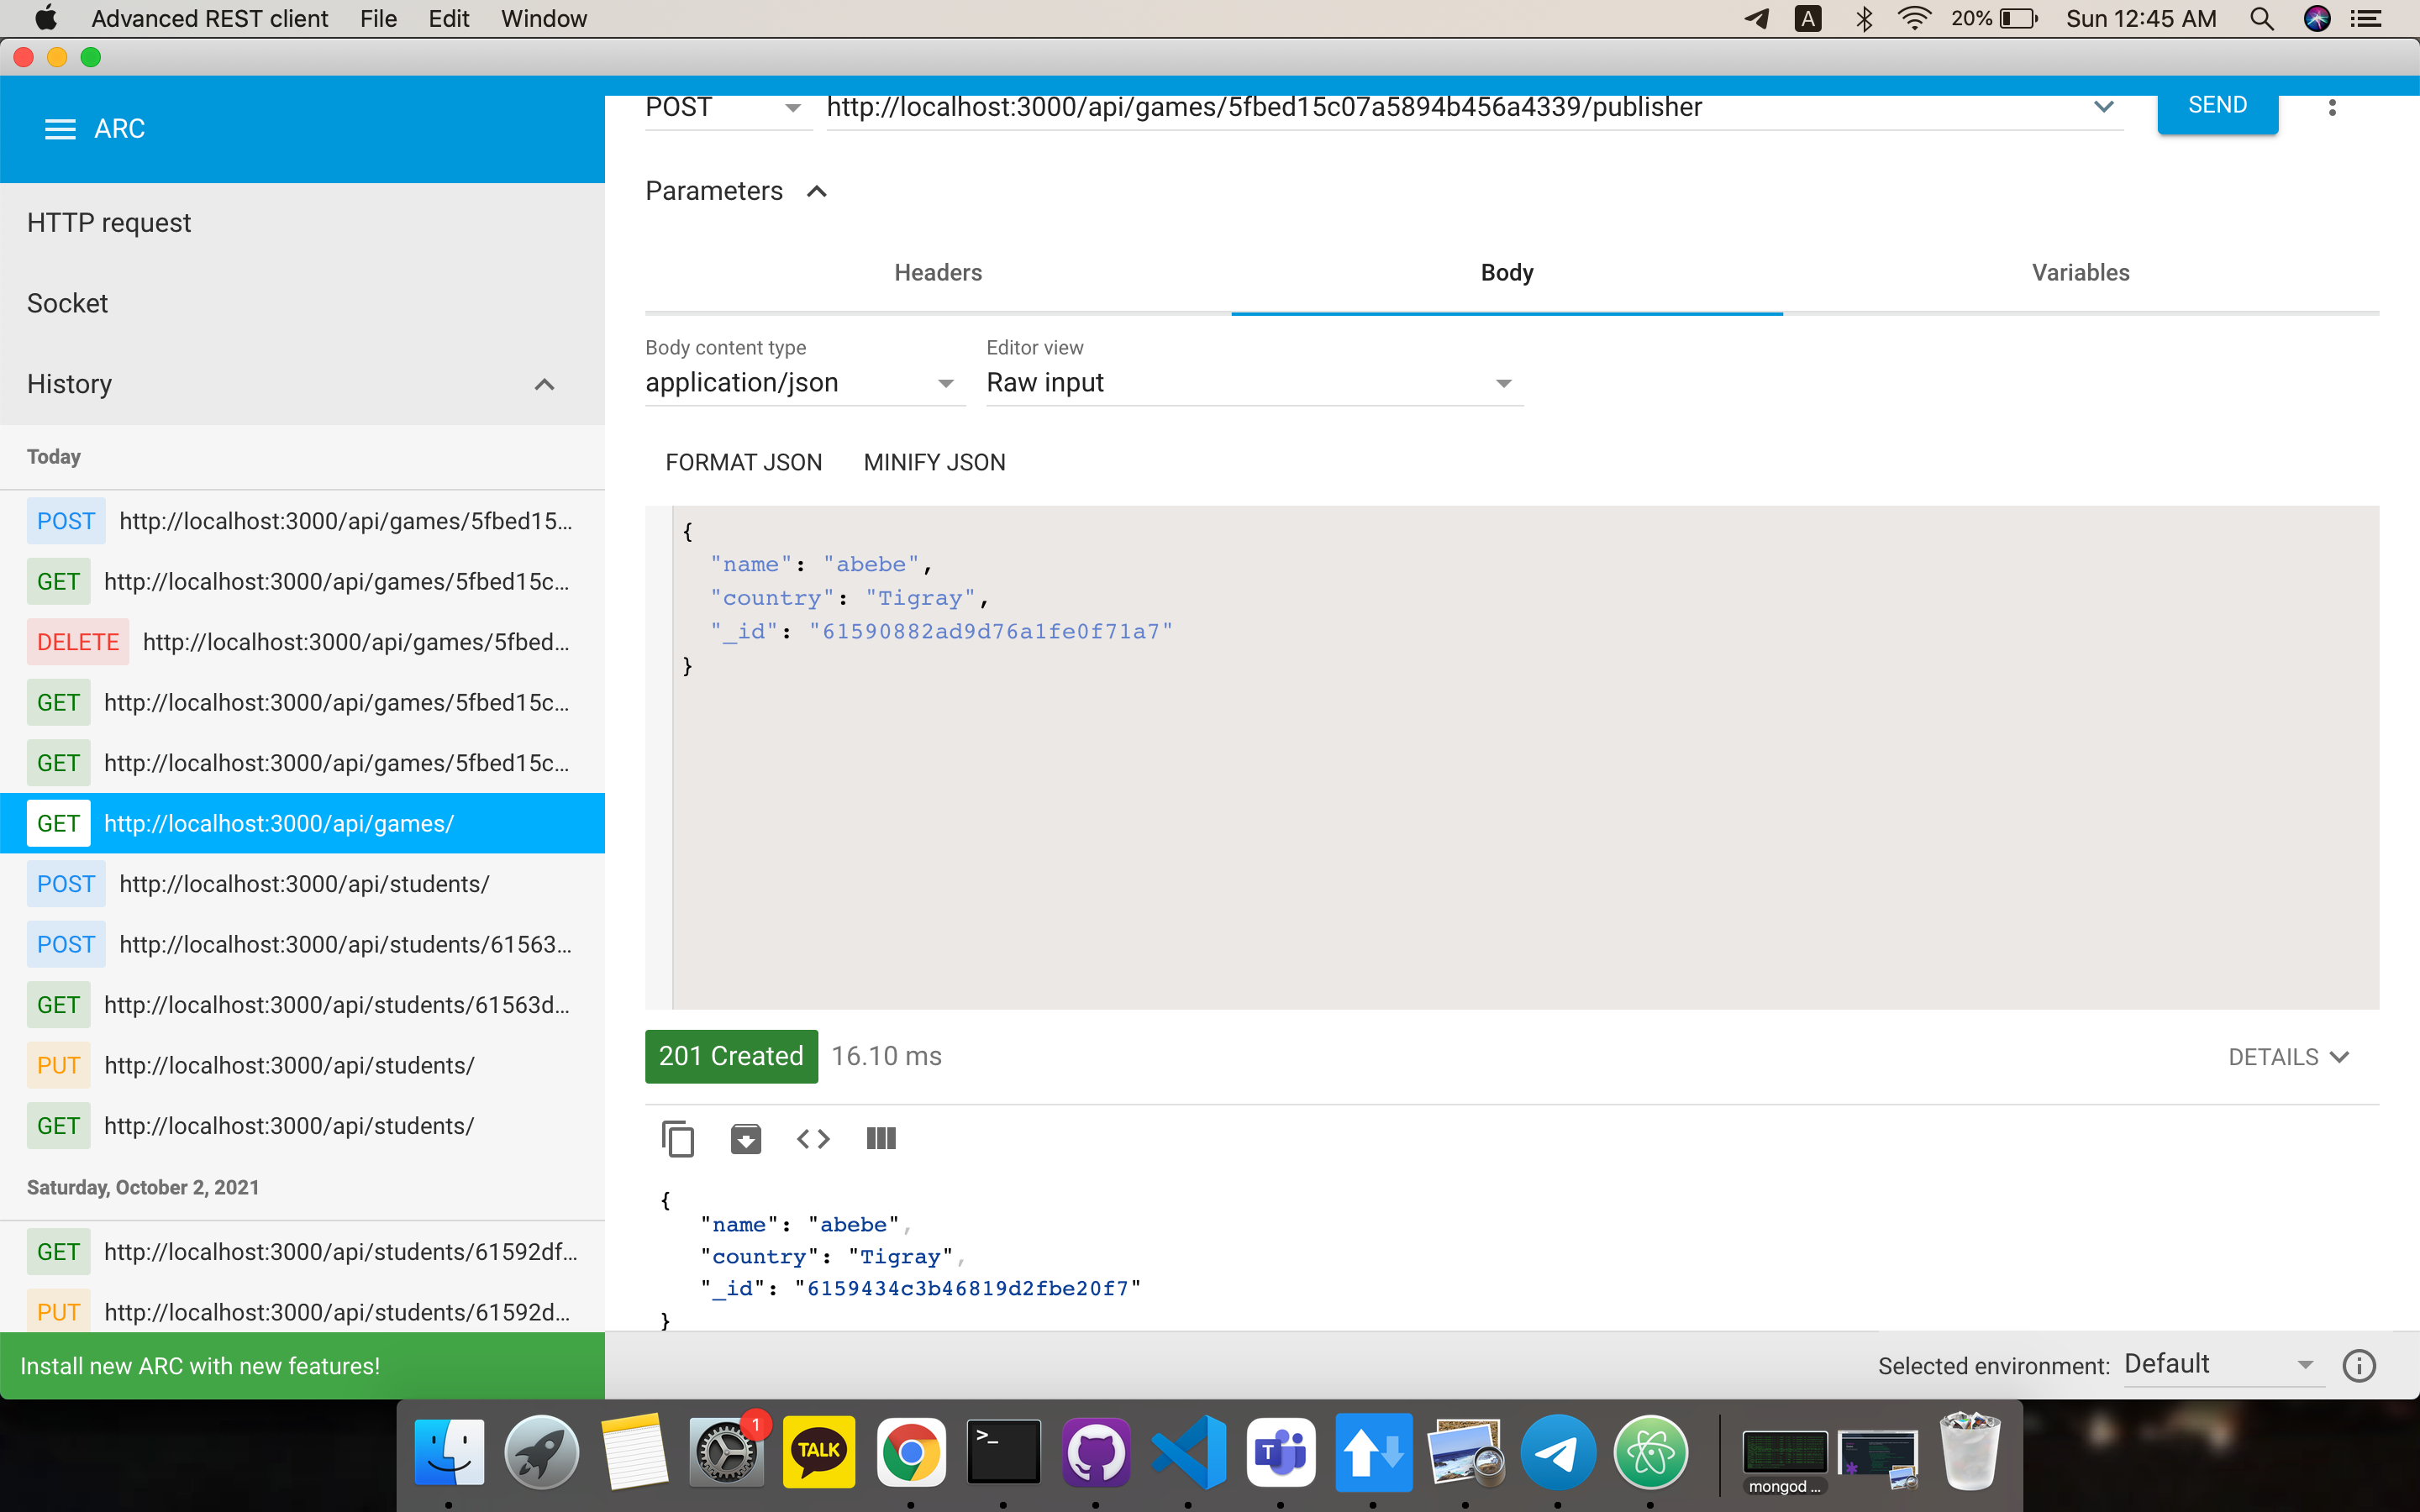 Advanced REST client File Edit Window A 20% Sun 12:45 AM
ARC
HTTP request
Socket
History
Today
POST http://localhost:3000/api/games/5fbed15...
GET http://localhost:3000/api/games/5fbed15c...
DELETE http://localhost:3000/api/games/5fbed...
GET http://localhost:3000/api/games/5fbed15c...
GET http://localhost:3000/api/games/5fbed15c...
GET http://localhost:3000/api/games/
POST http://localhost:3000/api/students/
POST http://localhost:3000/api/students/61563...
GET http://localhost:3000/api/students/61563d...
PUT http://localhost:3000/api/students/
GET http://localhost:3000/api/students/
Saturday, October 2, 2021
GET http://localhost:3000/api/students/61592df...
PUT http://localhost:3000/api/students/61592d...
Install new ARC with new features!
POST http://localhost:3000/api/games/5fbed15c07a5894b456a4339/publisher SEND
Parameters
Headers Body Variables
Body content type Editor view
application/json Raw input
FORMAT JSON MINIFY JSON
{
"name": "abebe",
"country": "Tigray",
"_id": "61590882ad9d76a1fe0f71a7"
}
201 Created 16.10 ms DETAILS
{
"name": "abebe",
"country": "Tigray",
"_id": "6159434c3b46819d2fbe20f7"
}
Selected environment: Default
1
TALK
>_
T
mongod ...